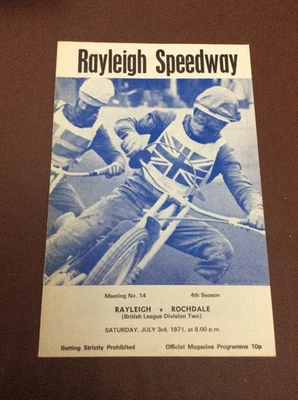 Rayleigh Speedway
Meeting No. 14 4th Season
RAYLEIGH v ROCHDALE
(British League Division Two)
SATURDAY, JULY 3rd, 1971, at 8.00 p.m.
Betting Strictly Prohibited Official Magazine Programme 10p